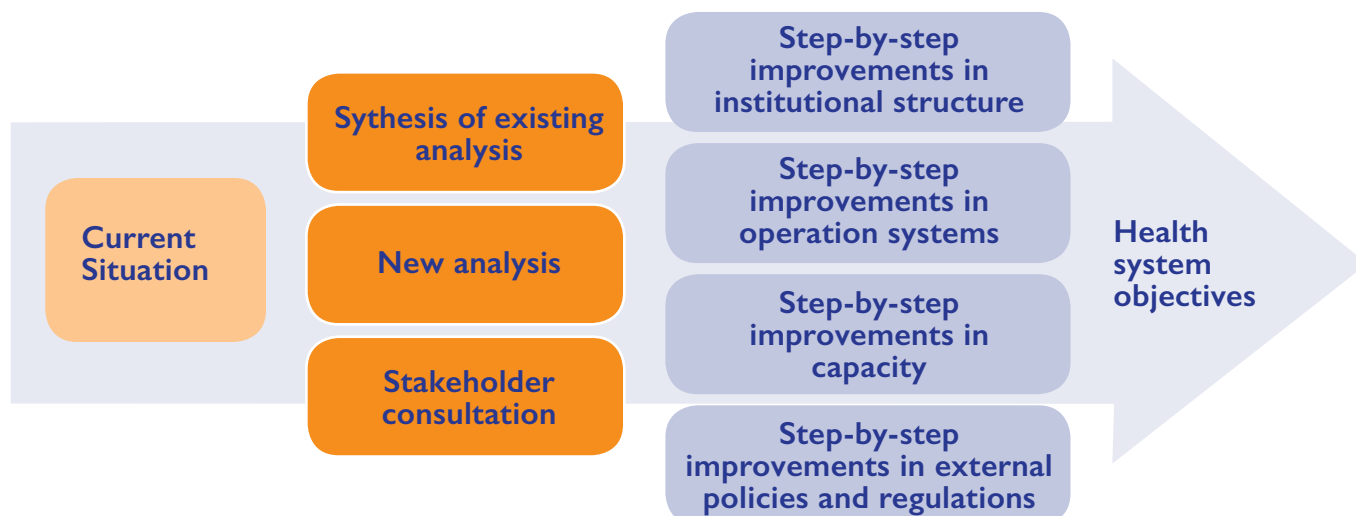 Current
Situation
Sythesis of existing
analysis
New analysis
Stakeholder
consultation
Step-by-step
improvements in
institutional structure
Step-by-step
improvements in
operation systems
Step-by-step
improvements in
capacity
Step-by-step
improvements in external
policies and regulations
Health
system
objectives